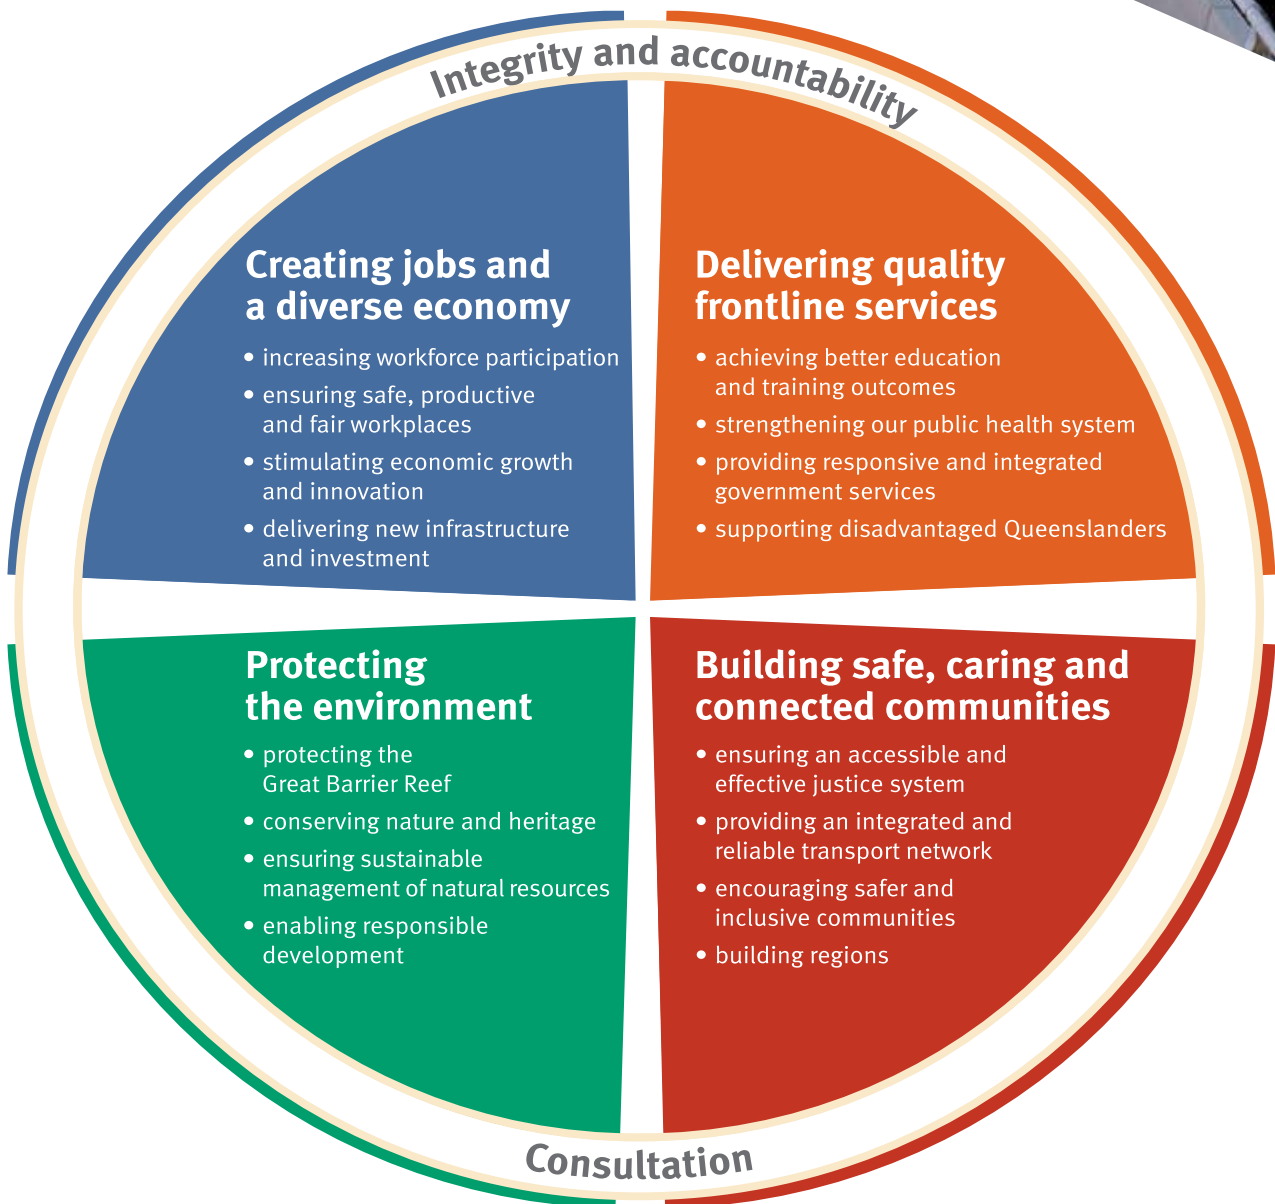 Integrity and accountability
Creating jobs and
a diverse economy
• increasing workforce participation
• ensuring safe, productive
and fair workplaces
• stimulating economic growth
and innovation
• delivering new infrastructure
and investment
Delivering quality
frontline services
• achieving better education
and training outcomes
• strengthening our public health system
• providing responsive and integrated
government services
• supporting disadvantaged Queenslanders
Protecting
the environment
• protecting the
Great Barrier Reef
• conserving nature and heritage
• ensuring sustainable
management of natural resources
• enabling responsible
development
Building safe, caring and
connected communities
• ensuring an accessible and
effective justice system
• providing an integrated and
reliable transport network
• encouraging safer and
inclusive communities
• building regions
Consultation